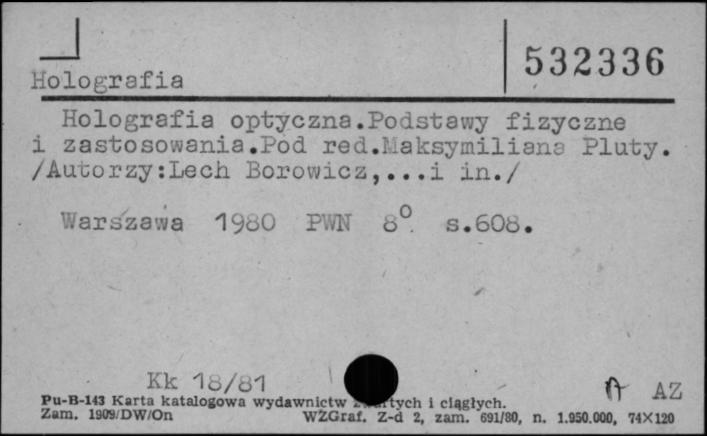 532336
Holografia
Holografia optyczna.Podstawy fizyczne
i zastosowania.Pod red.Maksymiliana Pluty.
/Autorzy:Lech Borowicz,...i in./
Warszawa 1980 PWN 8° s.608.
Kk 18/81
AZ
Pu-B-143 Karta katalogowa wydawnictw i ciągłych.
Zam. 1909/DW/On WZGraf. Z-d 2, zam. 691/80, n. 1.950.000, 74X120